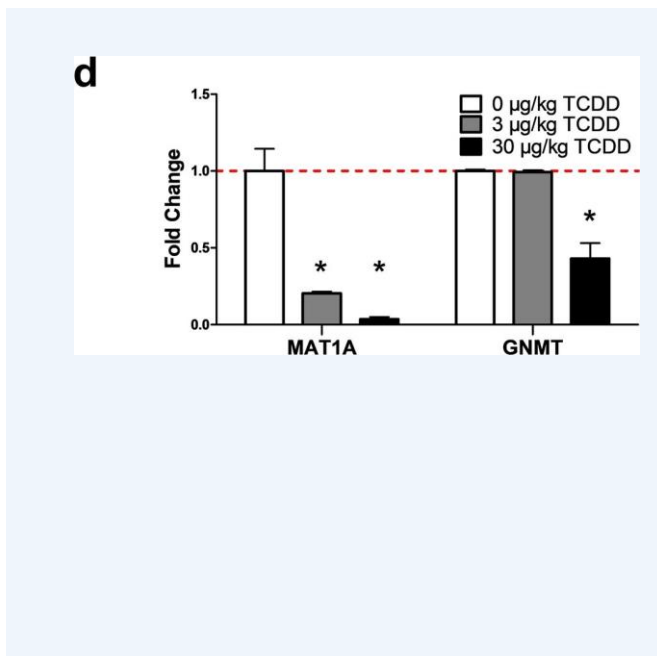 d
1.5
1.0
0.5
0.0
Fold Change
0 µg/kg TCDD
3 µg/kg TCDD
30 µg/kg TCDD
*
*
*
MAT1A
GNMT